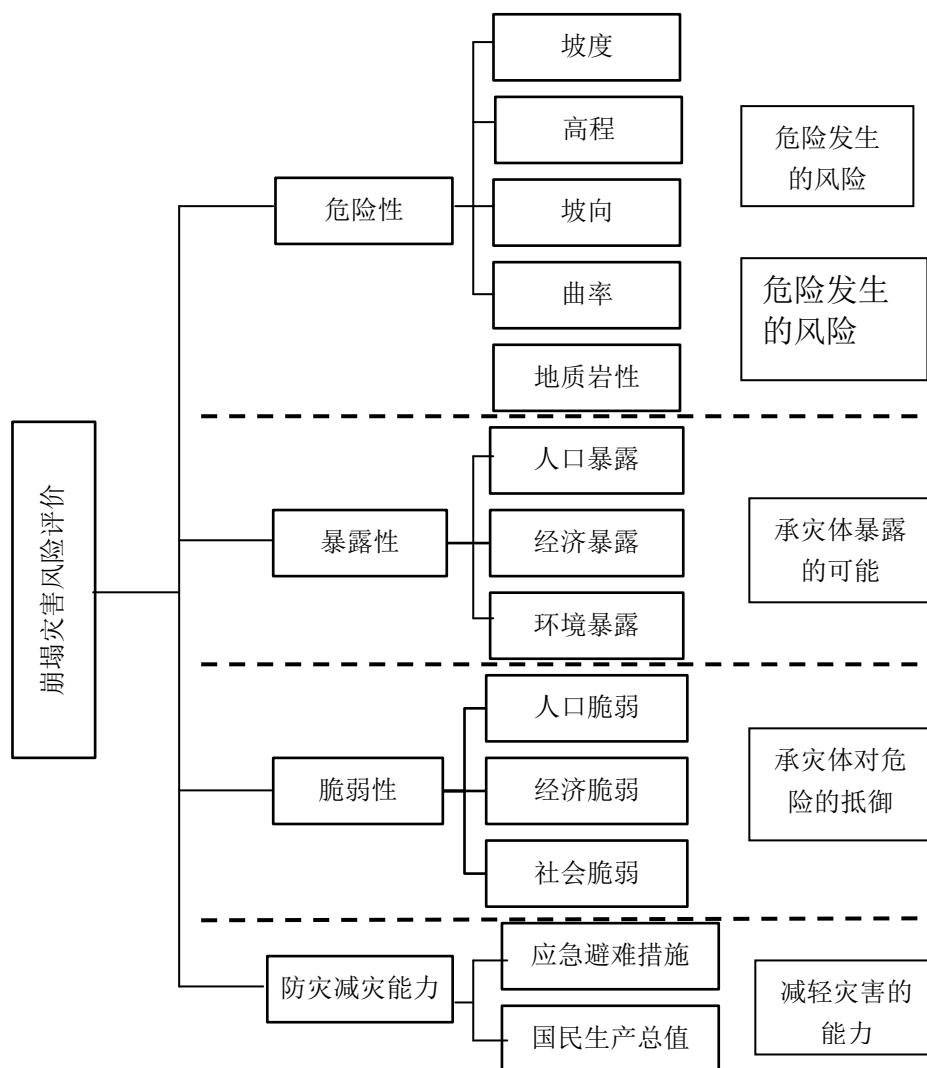 坡度
高程
危险发生
的风险
危险性
坡向
曲率
危险发生
的风险
地质岩性
崩塌灾害风险评价
人口暴露
暴露性
经济暴露
承灾体暴露
的可能
环境暴露
人口脆弱
脆弱性
经济脆弱
承灾体对危
险的抵御
社会脆弱
防灾减灾能力
应急避难措施
国民生产总值
减轻灾害的
能力